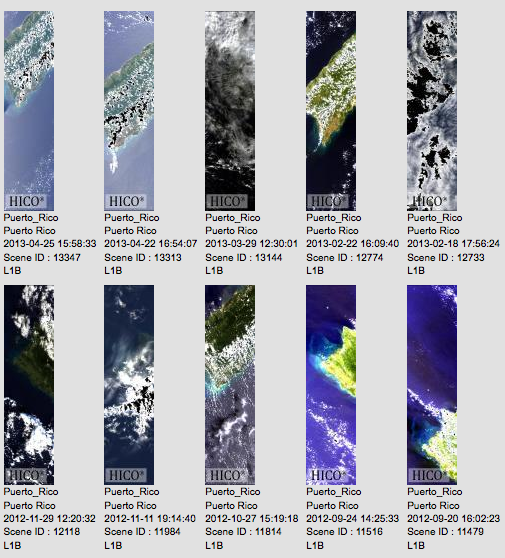 HICO*
HICO*
HICO*
HICO*
HICO*
Puerto_Rico
Puerto Rico
2013-04-25 15:58:33
Scene ID : 13347
L1B
Puerto_Rico
Puerto Rico
2013-04-22 16:54:07
Scene ID : 13313
L1B
Puerto_Rico
Puerto Rico
2013-03-29 12:30:01
Scene ID : 13144
L1B
Puerto_Rico
Puerto Rico
2013-02-22 16:09:40
Scene ID : 12774
L1B
Puerto_Rico
Puerto Rico
2013-02-18 17:56:24
Scene ID : 12733
L1B
HICO*
HICO*
HICO*
HICO*
HICO*
Puerto_Rico
Puerto Rico
2012-11-29 12:20:32
Scene ID : 12118
L1B
Puerto_Rico
Puerto Rico
2012-11-11 19:14:40
Scene ID : 11984
L1B
Puerto_Rico
Puerto Rico
2012-10-27 15:19:18
Scene ID : 11814
L1B
Puerto_Rico
Puerto Rico
2012-09-24 14:25:33
Scene ID : 11516
L1B
Puerto_Rico
Puerto Rico
2012-09-20 16:02:23
Scene ID : 11479
L1B